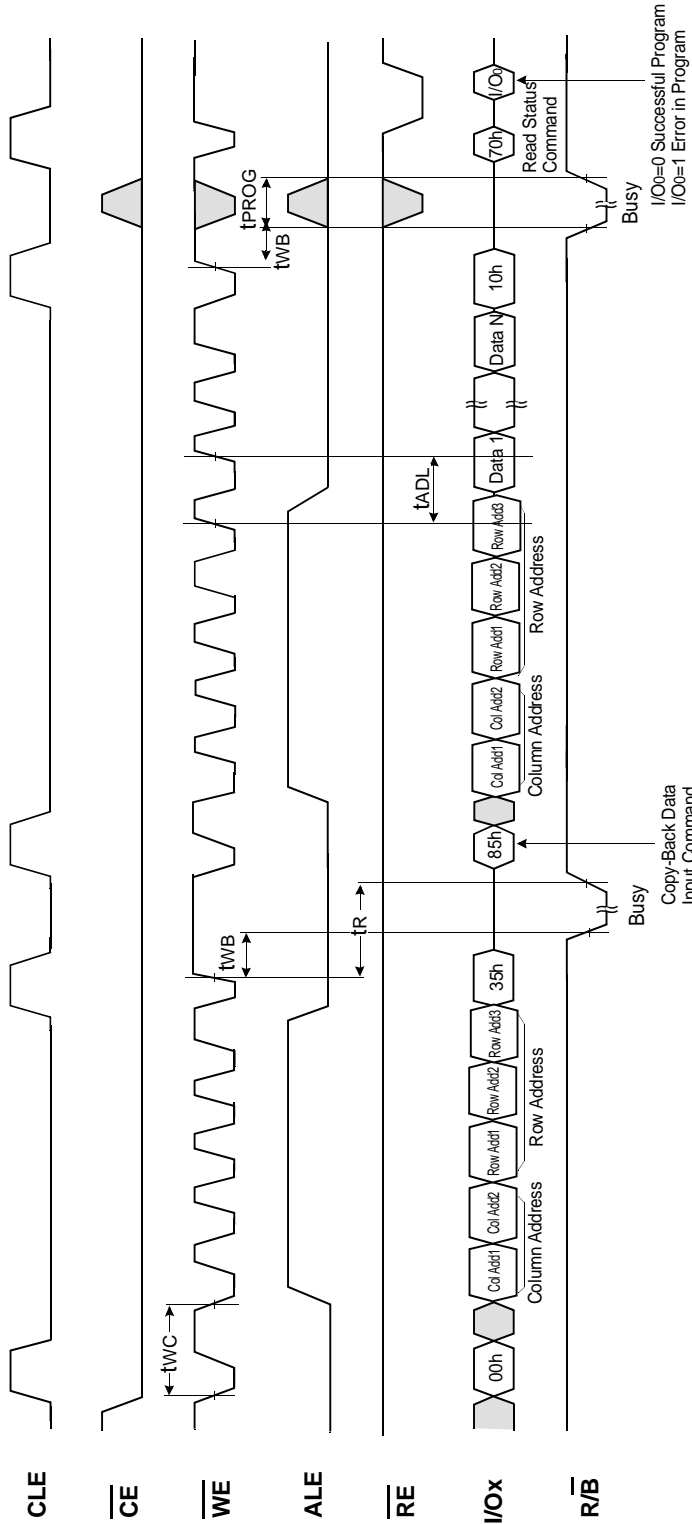 CLE
CE
WE
tWC
tWB
tADL
tWB
tPROG
ALE
RE
tR
I/Ox
00h
Col Add1
Col Add2
Row Add1
Row Add2
Row Add3
35h
85h
Col Add1
Col Add2
Row Add1
Row Add2
Row Add3
Data 1
Data N
10h
70h
I/O0
Column Address
Row Address
Column Address
Row Address
Read Status
Command
R/B
Busy
Busy
Copy-Back Data
Input Command
I/O0=0 Successful Program
I/O0=1 Error in Program